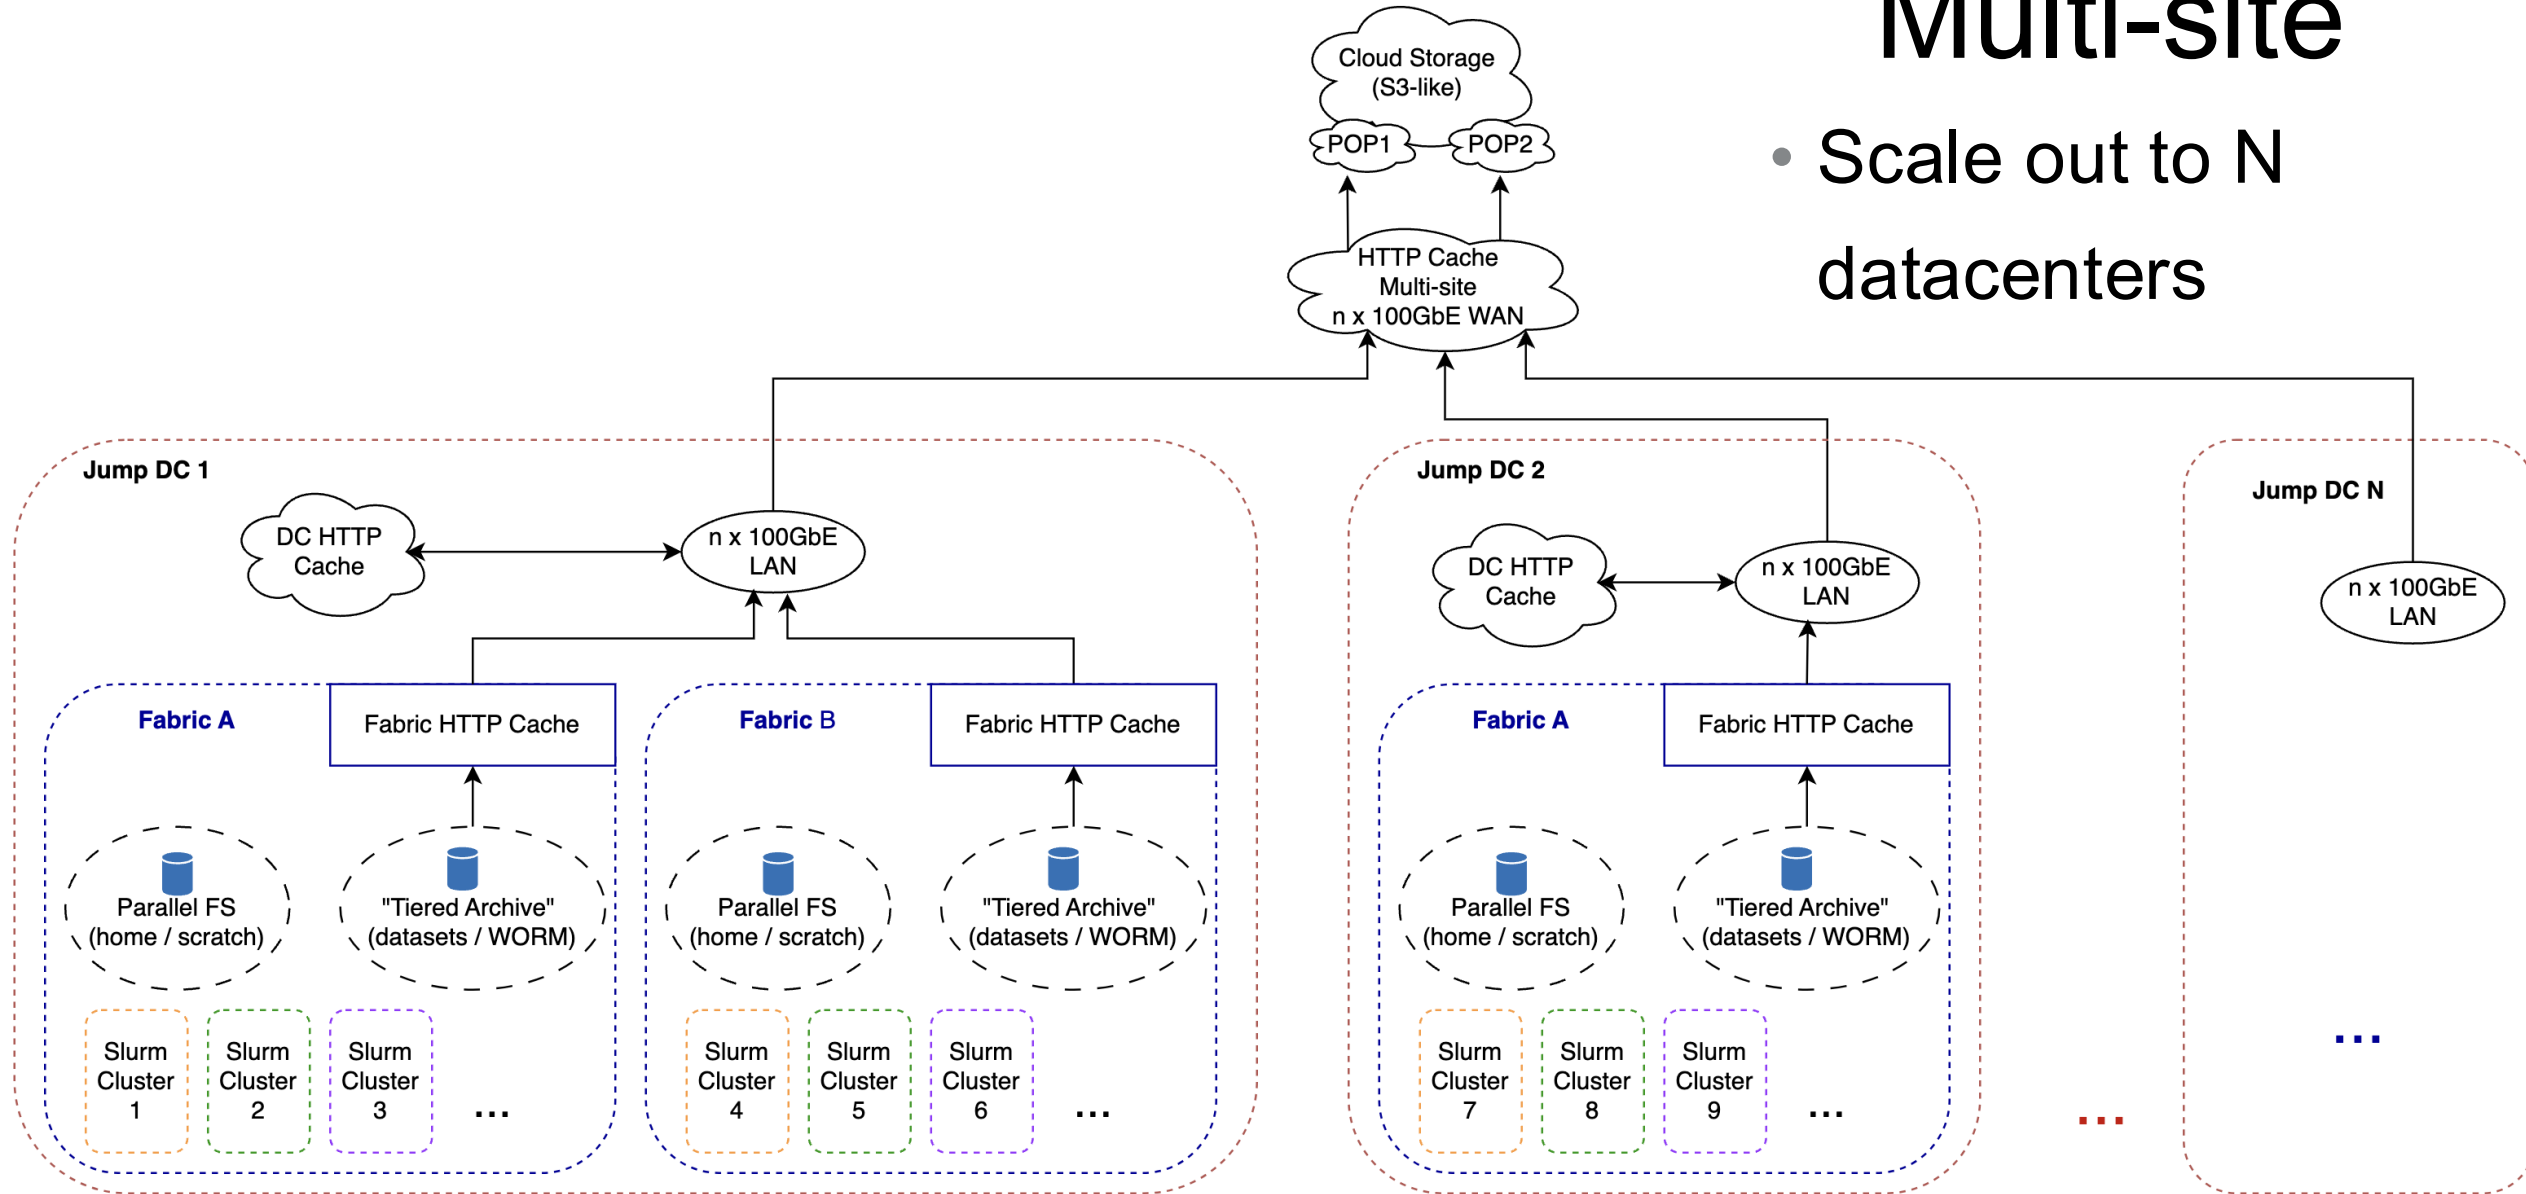 Multi-site
• Scale out to N
datacenters
Cloud Storage
(S3-like)
POP1
POP2
HTTP Cache
Multi-site
n x 100GbE WAN
Jump DC 1
DC HTTP
Cache
n x 100GbE
LAN
Fabric A
Fabric HTTP Cache
Parallel FS
(home / scratch)
"Tiered Archive"
(datasets / WORM)
Slurm
Cluster
1
Slurm
Cluster
2
Slurm
Cluster
3
...
Fabric B
Fabric HTTP Cache
Parallel FS
(home / scratch)
"Tiered Archive"
(datasets / WORM)
Slurm
Cluster
4
Slurm
Cluster
5
Slurm
Cluster
6
...
Jump DC 2
DC HTTP
Cache
n x 100GbE
LAN
Fabric A
Fabric HTTP Cache
Parallel FS
(home / scratch)
"Tiered Archive"
(datasets / WORM)
Slurm
Cluster
7
Slurm
Cluster
8
Slurm
Cluster
9
...
...
Jump DC N
n x 100GbE
LAN
...